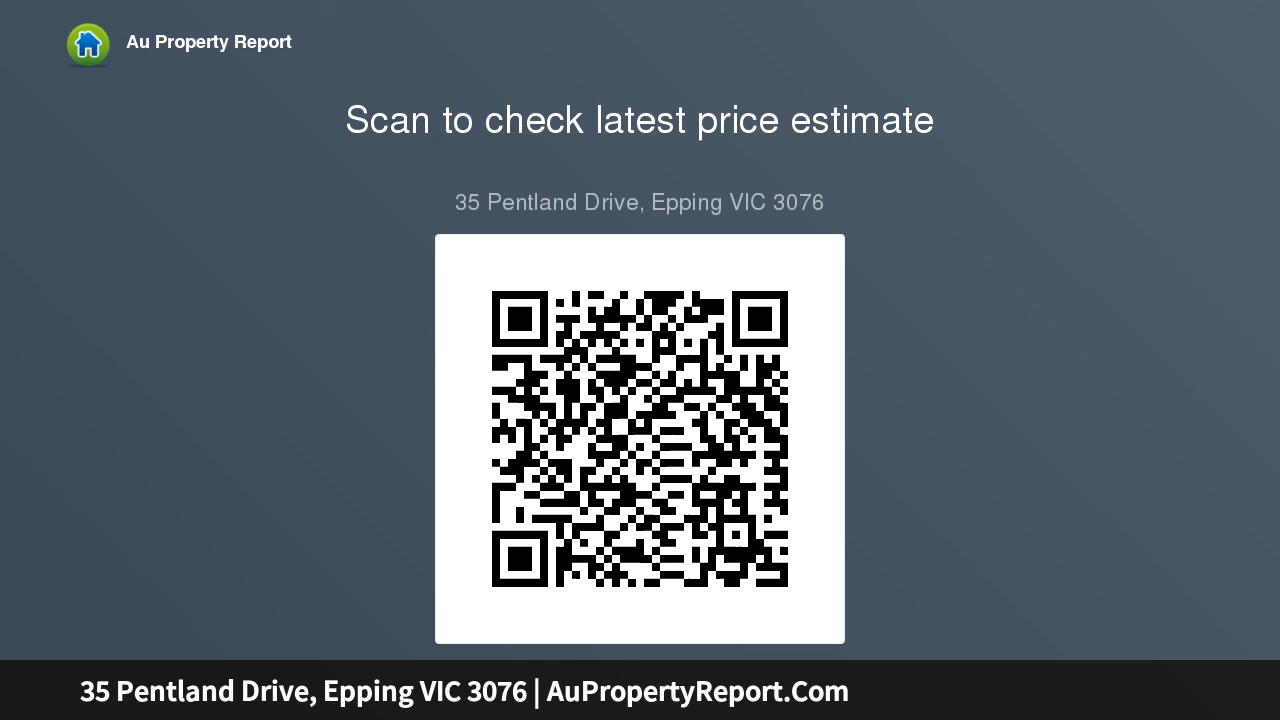 Au Property Report
Scan to check latest price estimate
35 Pentland Drive, Epping VIC 3076
35 Pentland Drive, Epping VIC 3076 | AuPropertyReport.Com